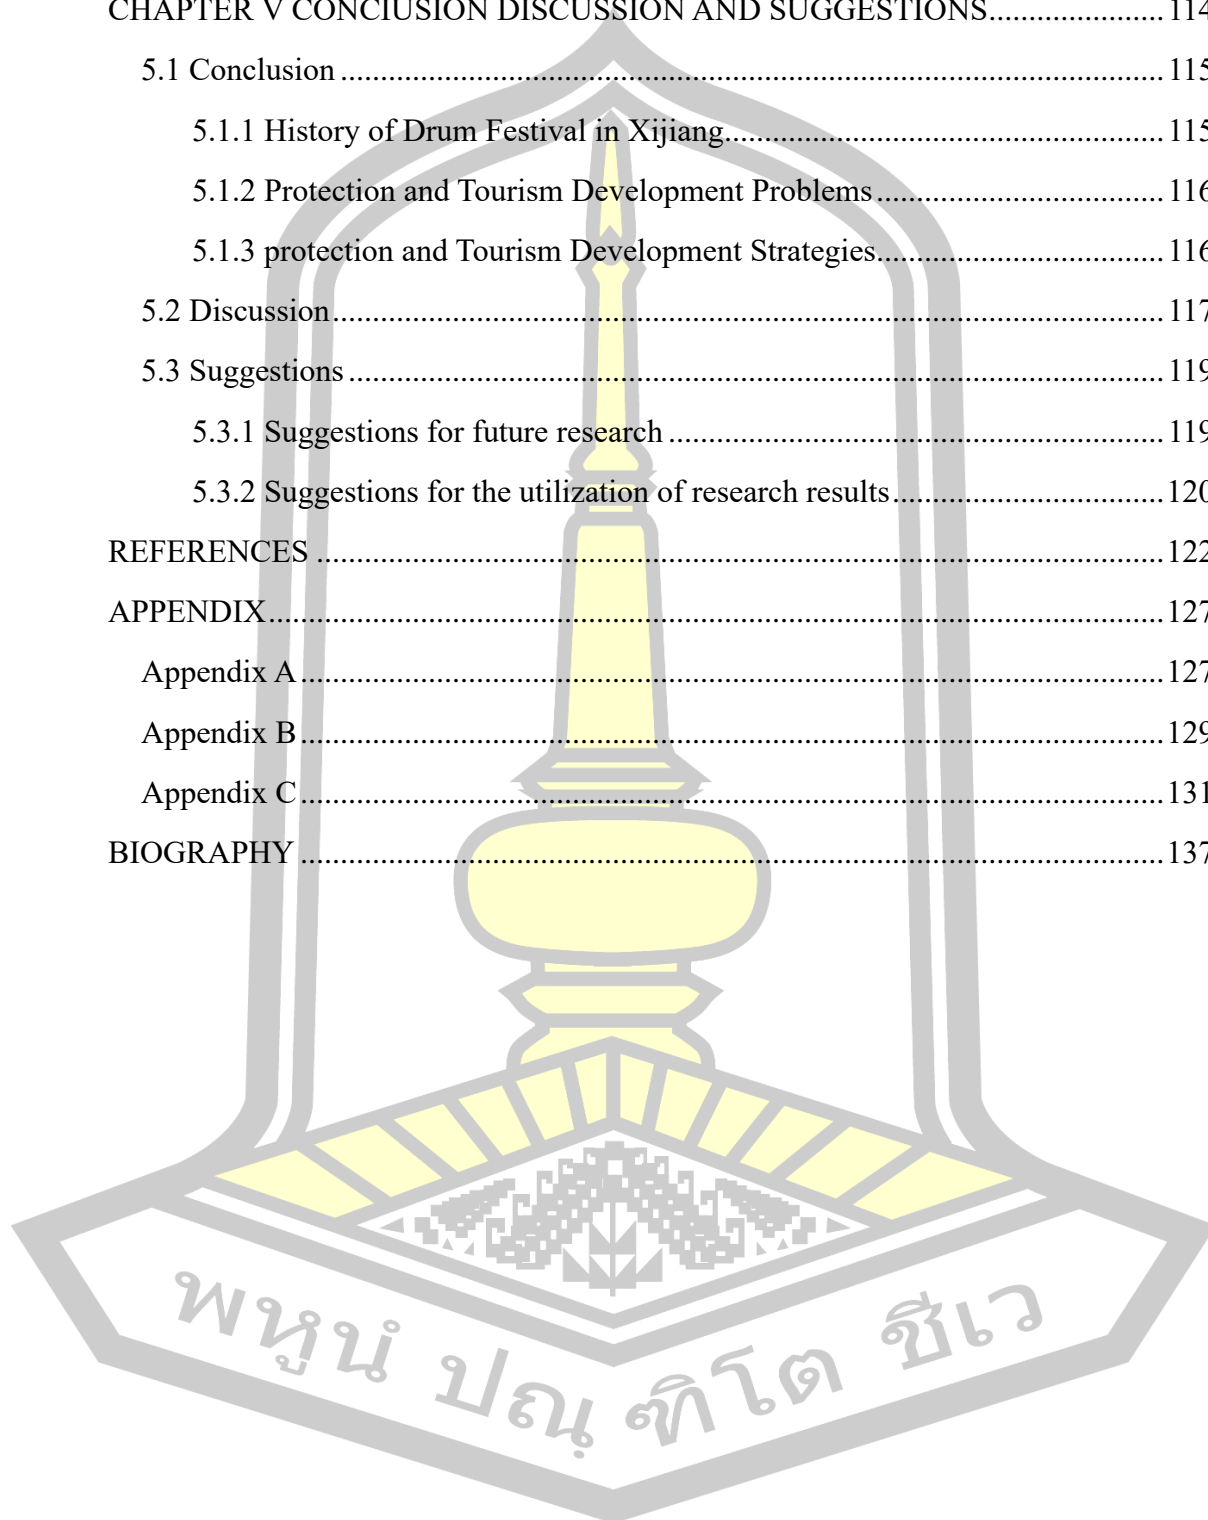 CHAPTER V CONCIUSION DISCUSSION AND SUGGESTIONS.................... 114
5.1 Conclusion .................... 115
5.1.1 History of Drum Festival in Xijiang.................... 115
5.1.2 Protection and Tourism Development Problems .................... 116
5.1.3 protection and Tourism Development Strategies.................... 116
5.2 Discussion.................... 117
5.3 Suggestions .................... 119
5.3.1 Suggestions for future research .................... 119
5.3.2 Suggestions for the utilization of research results.................... 120
REFERENCES .................... 122
APPENDIX.................... 127
Appendix A .................... 127
Appendix B .................... 129
Appendix C .................... 131
BIOGRAPHY .................... 137
พหูนํ ปณฺฑิโต ชีเว